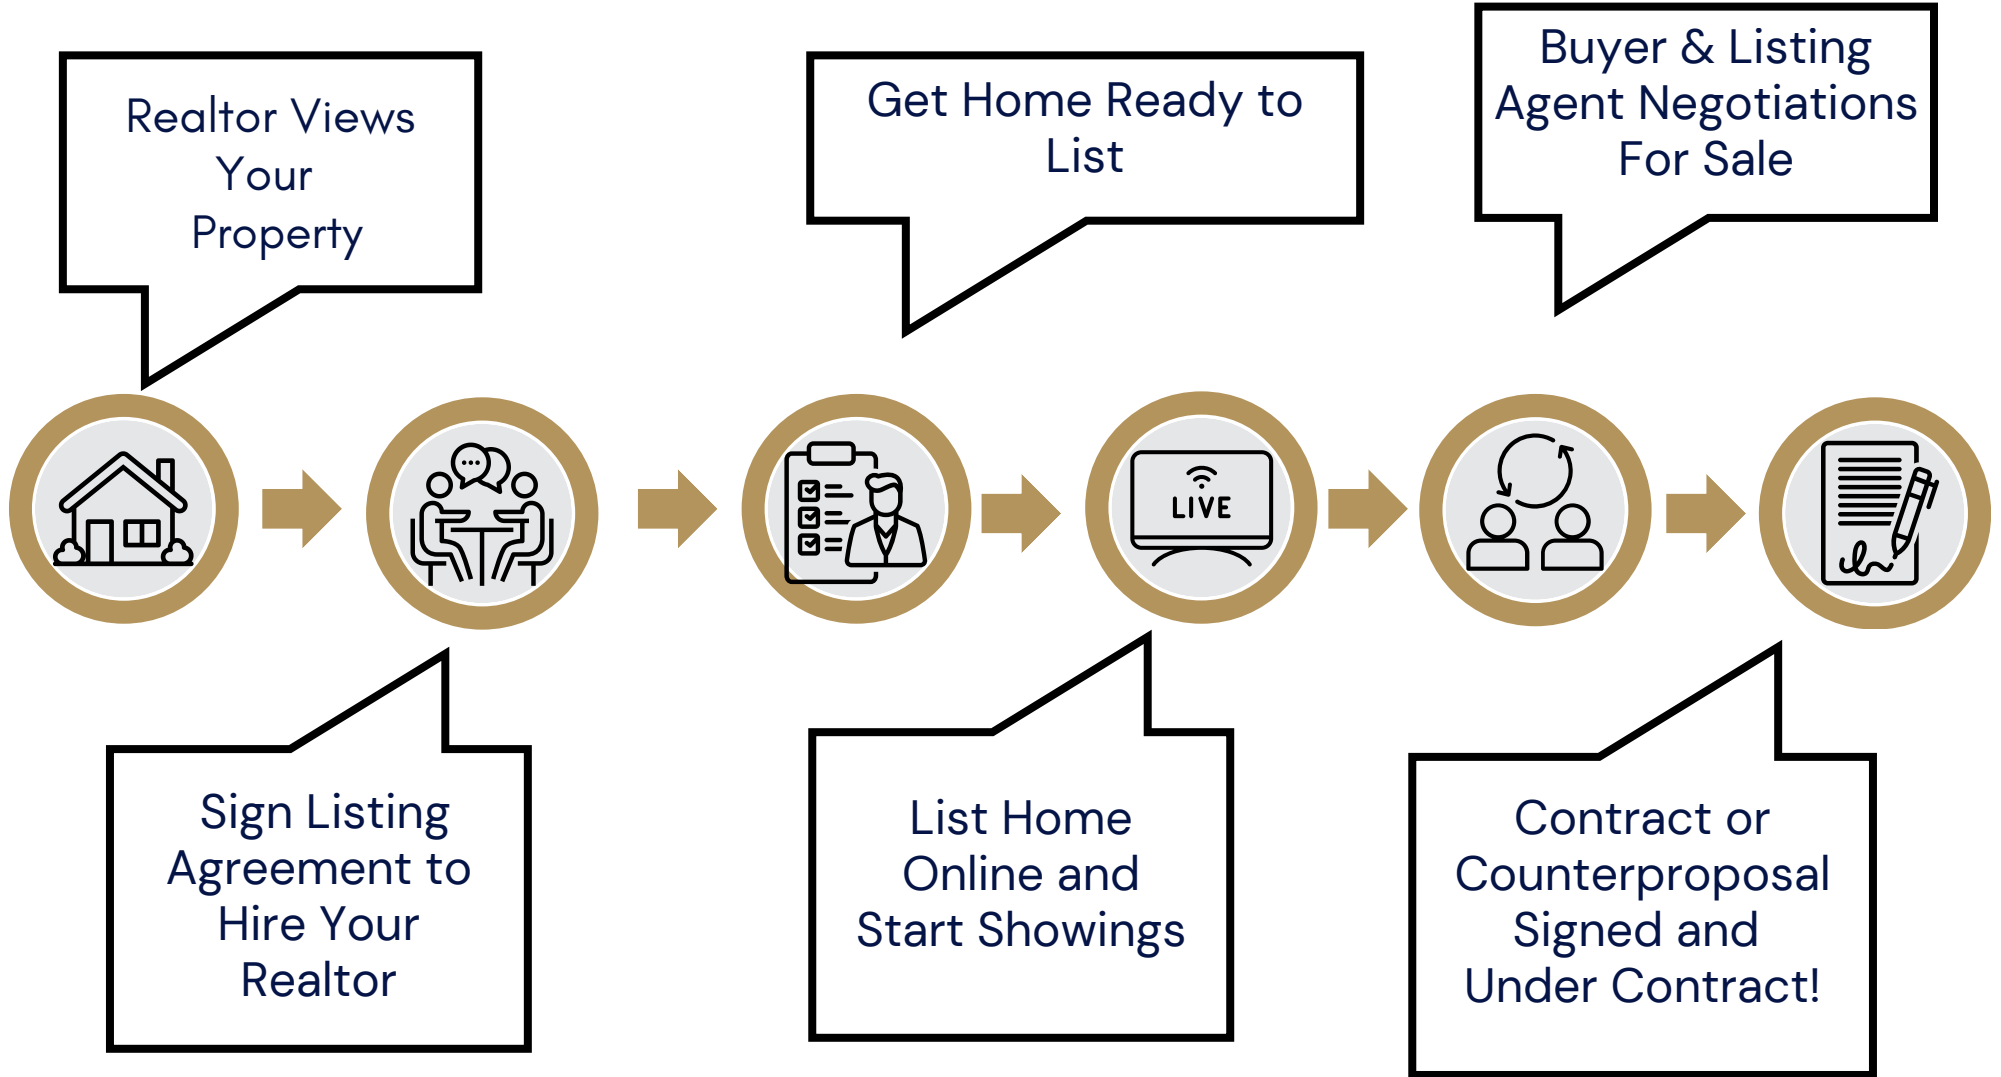 Realtor Views
Your
Property
Sign Listing
Agreement to
Hire Your
Realtor
Get Home Ready to
List
LIVE
List Home
Online and
Start Showings
Buyer & Listing
Agent Negotiations
For Sale
Contract or
Counterproposal
Signed and
Under Contract!